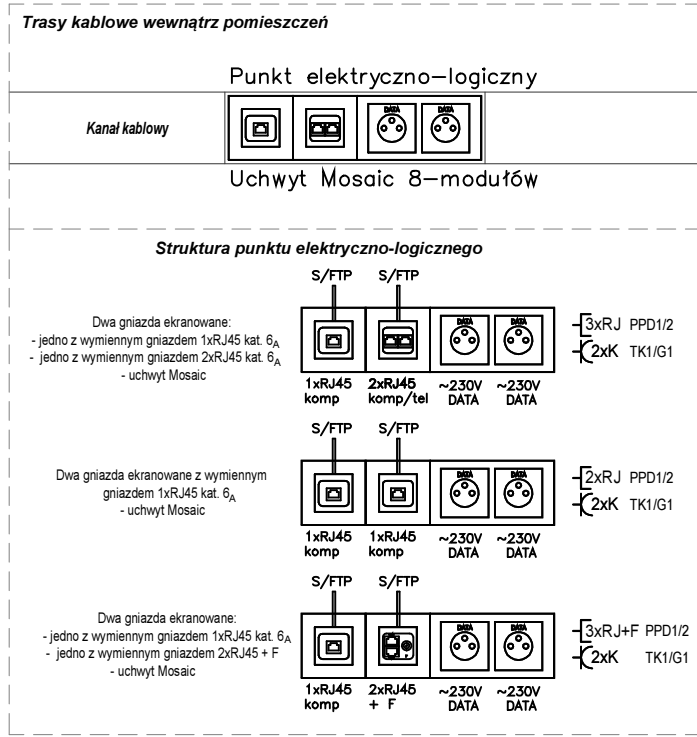 Trasy kablowe wewnątrz pomieszczeń
Punkt elektryczno-logiczny
Kanał kablowy
DATA DATA
Uchwyt Mosaic 8-modułów
Struktura punktu elektryczno-logicznego
S/FTP S/FTP
Dwa gniazda ekranowane:
- jedno z wymiennym gniazdem 1xRJ45 kat. 6A
- jedno z wymiennym gniazdem 2xRJ45 kat. 6A
- uchwyt Mosaic
DATA DATA
3xRJ PPD1/2
2xK TK1/G1
1xRJ45 2xRJ45 ~230V ~230V
komp komp/tel DATA DATA
S/FTP S/FTP
Dwa gniazda ekranowane z wymiennym
gniazdem 1xRJ45 kat. 6A
- uchwyt Mosaic
DATA DATA
2xRJ PPD1/2
2xK TK1/G1
1xRJ45 1xRJ45 ~230V ~230V
komp komp DATA DATA
S/FTP S/FTP
Dwa gniazda ekranowane:
- jedno z wymiennym gniazdem 1xRJ45 kat. 6A
- jedno z wymiennym gniazdem 2xRJ45 + F
- uchwyt Mosaic
F
DATA DATA
3xRJ+F PPD1/2
2xK TK1/G1
1xRJ45 2xRJ45 ~230V ~230V
komp + F DATA DATA